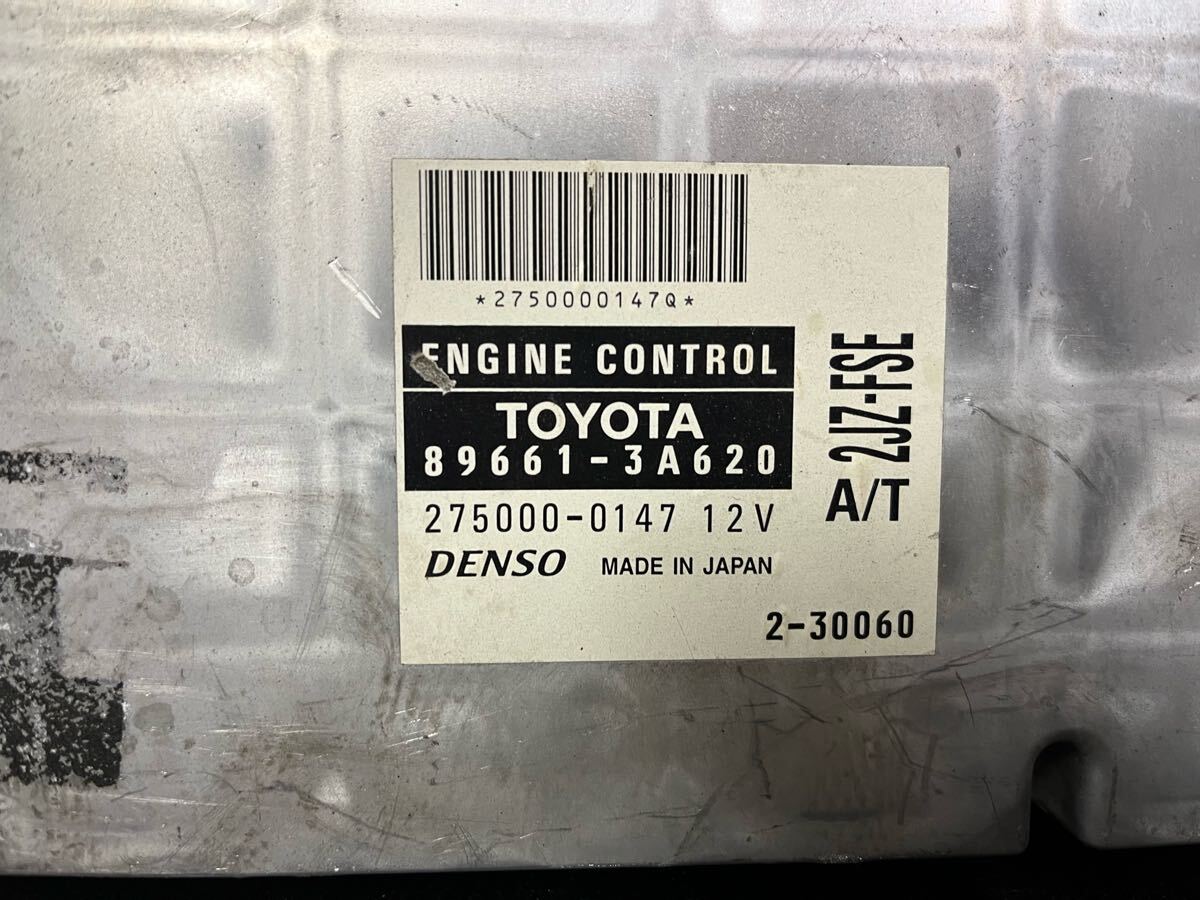 *2750000147Q*
ENGINE CONTROL
TOYOTA
89661-3A620
275000-0147 12V
DENSO MADE IN JAPAN
2JZ-FSE
A/T
2-30060